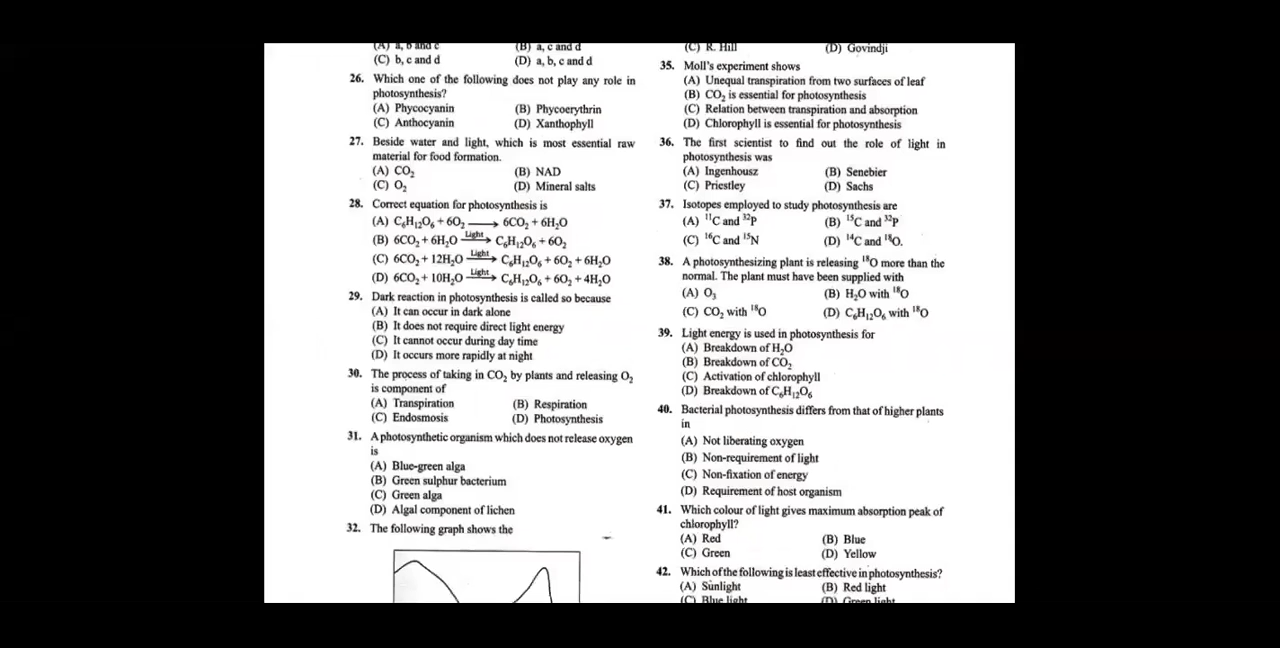 (A) a, b and c (B) a, c and d
(C) b, c and d (D) a, b, c and d
26. Which one of the following does not play any role in
photosynthesis?
(A) Phycocyanin (B) Phycoerythrin
(C) Anthocyanin (D) Xanthophyll
27. Beside water and light, which is most essential raw
material for food formation.
(A) CO₂ (B) NAD
(C) O₂ (D) Mineral salts
28. Correct equation for photosynthesis is
(A) C₆H₁₂O₆ + 6O₂ ⟶ 6CO₂ + 6H₂O
(B) 6CO₂ + 6H₂O —Light→ C₆H₁₂O₆ + 6O₂
(C) 6CO₂ + 12H₂O —Light→ C₆H₁₂O₆ + 6O₂ + 6H₂O
(D) 6CO₂ + 10H₂O —Light→ C₆H₁₂O₆ + 6O₂ + 4H₂O
29. Dark reaction in photosynthesis is called so because
(A) It can occur in dark alone
(B) It does not require direct light energy
(C) It cannot occur during day time
(D) It occurs more rapidly at night
30. The process of taking in CO₂ by plants and releasing O₂
is component of
(A) Transpiration (B) Respiration
(C) Endosmosis (D) Photosynthesis
31. A photosynthetic organism which does not release oxygen
is
(A) Blue-green alga
(B) Green sulphur bacterium
(C) Green alga
(D) Algal component of lichen
32. The following graph shows the
(C) R. Hill (D) Govindji
35. Moll's experiment shows
(A) Unequal transpiration from two surfaces of leaf
(B) CO₂ is essential for photosynthesis
(C) Relation between transpiration and absorption
(D) Chlorophyll is essential for photosynthesis
36. The first scientist to find out the role of light in
photosynthesis was
(A) Ingenhousz (B) Senebier
(C) Priestley (D) Sachs
37. Isotopes employed to study photosynthesis are
(A) ¹¹C and ³²P (B) ¹⁵C and ³²P
(C) ¹⁶C and ¹⁵N (D) ¹⁴C and ¹⁸O.
38. A photosynthesizing plant is releasing ¹⁸O more than the
normal. The plant must have been supplied with
(A) O₃ (B) H₂O with ¹⁸O
(C) CO₂ with ¹⁸O (D) C₆H₁₂O₆ with ¹⁸O
39. Light energy is used in photosynthesis for
(A) Breakdown of H₂O
(B) Breakdown of CO₂
(C) Activation of chlorophyll
(D) Breakdown of C₆H₁₂O₆
40. Bacterial photosynthesis differs from that of higher plants
in
(A) Not liberating oxygen
(B) Non-requirement of light
(C) Non-fixation of energy
(D) Requirement of host organism
41. Which colour of light gives maximum absorption peak of
chlorophyll?
(A) Red (B) Blue
(C) Green (D) Yellow
42. Which of the following is least effective in photosynthesis?
(A) Sunlight (B) Red light
(C) Blue light (D) Green light